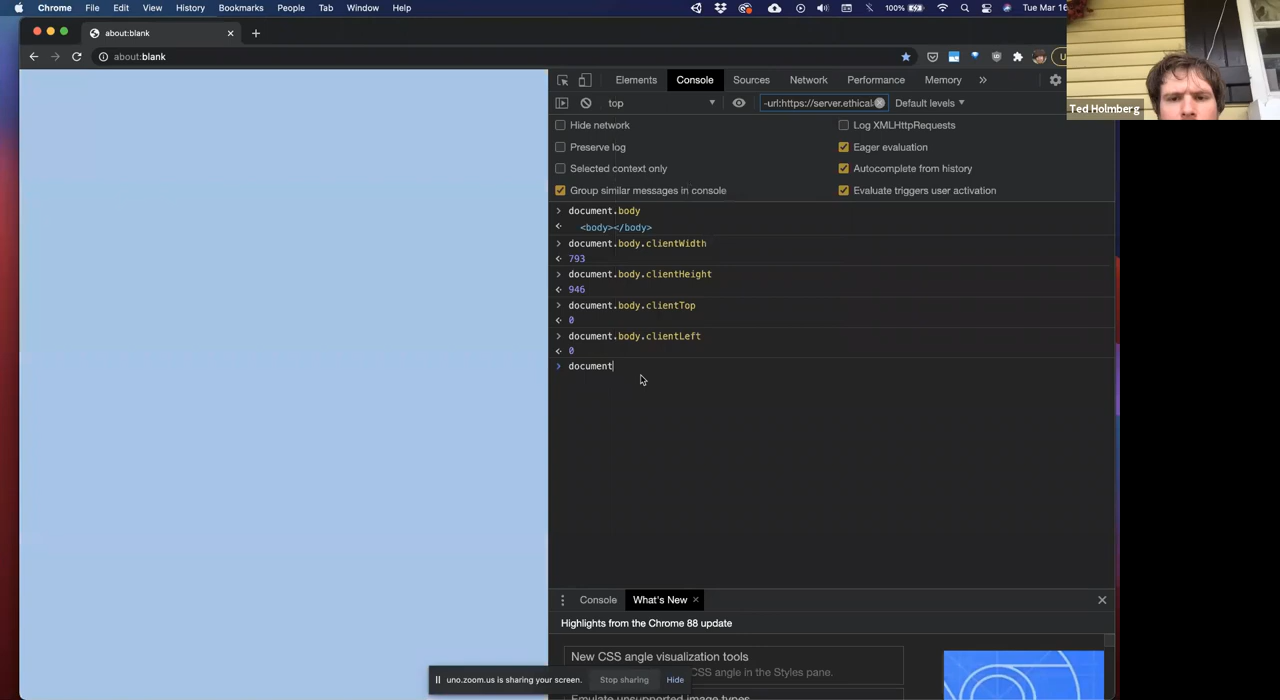 Chrome File Edit View History Bookmarks People Tab Window Help 100% Tue Mar 16
about:blank
about:blank
Ted Holmberg
Elements Console Sources Network Performance Memory
top -url:https://server.ethical Default levels
Hide network Log XMLHttpRequests
Preserve log Eager evaluation
Selected context only Autocomplete from history
Group similar messages in console Evaluate triggers user activation
document.body
<body></body>
document.body.clientWidth
793
document.body.clientHeight
946
document.body.clientTop
0
document.body.clientLeft
0
document
Console What's New
Highlights from the Chrome 88 update
New CSS angle visualization tools
CSS angle in the Styles pane.
uno.zoom.us is sharing your screen. Stop sharing Hide
Emulate unsupported image types